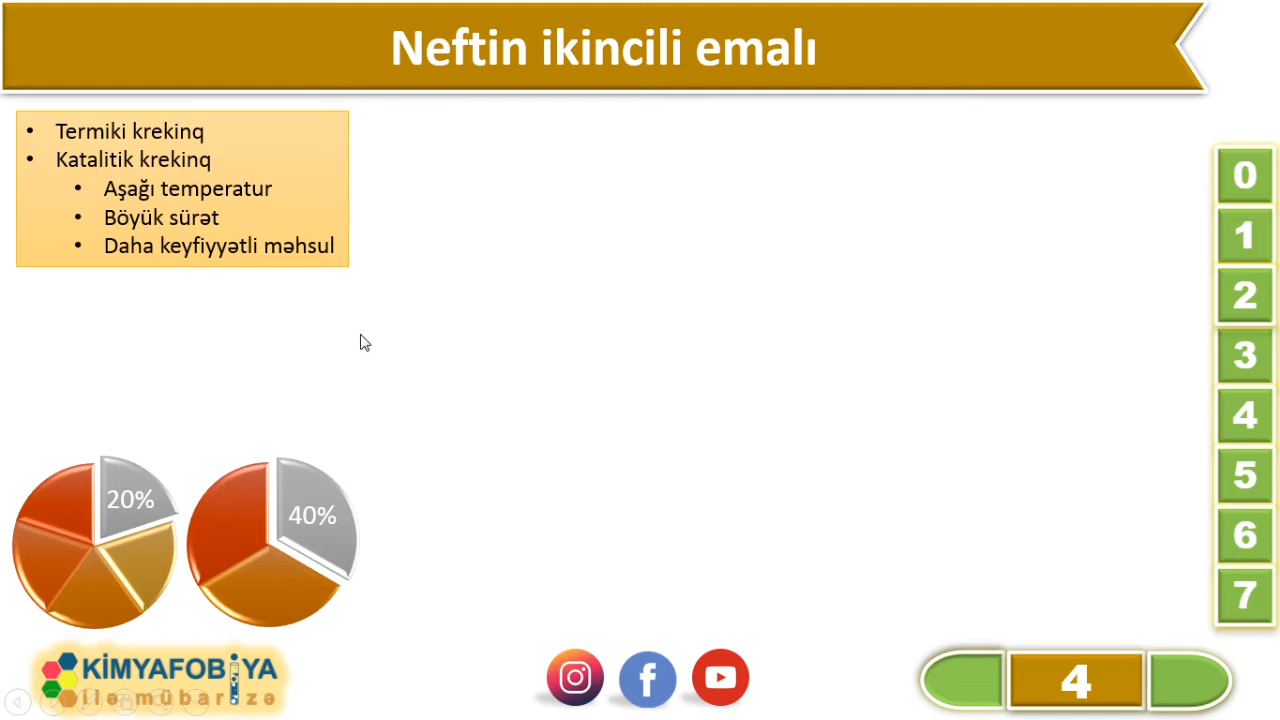 Neftin ikincili emalı
• Termiki krekinq
• Katalitik krekinq
• Aşağı temperatur
• Böyük sürət
• Daha keyfiyyətli məhsul
0
1
2
3
4
5
6
7
20%
40%
KİMYAFOBİYA
ilə mübarizə
4